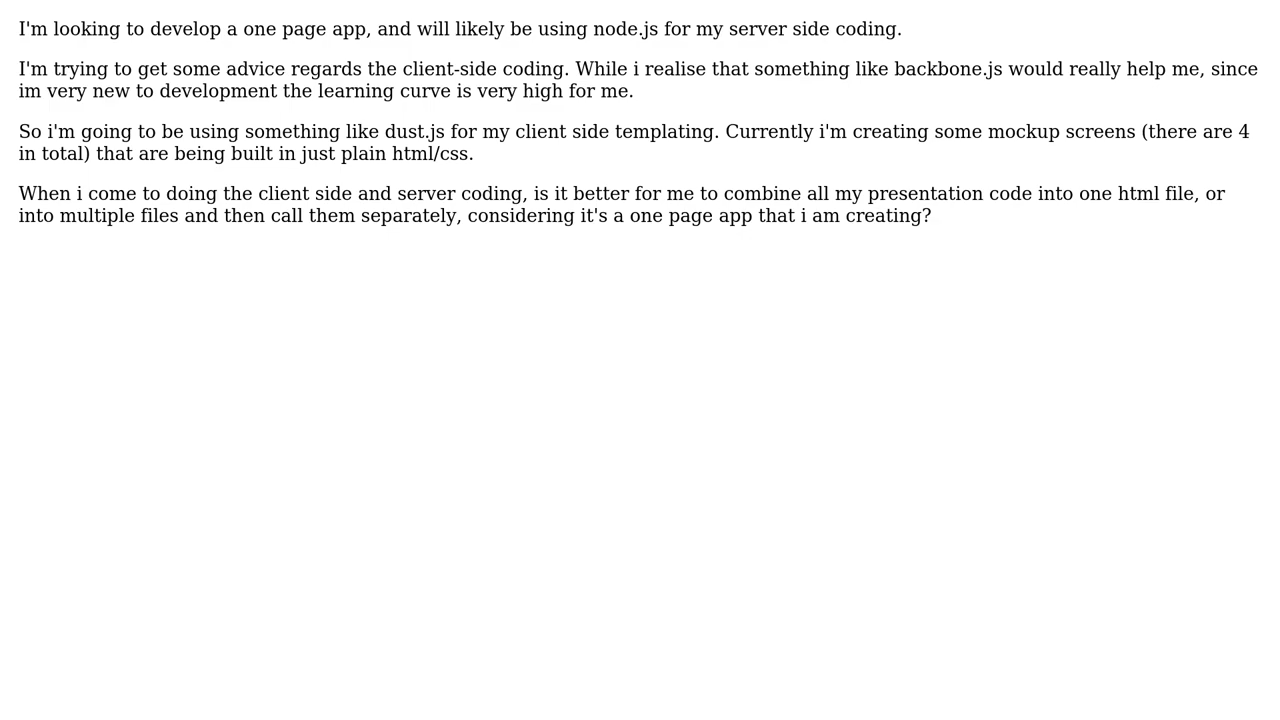 I'm looking to develop a one page app, and will likely be using node.js for my server side coding.
I'm trying to get some advice regards the client-side coding. While i realise that something like backbone.js would really help me, since
im very new to development the learning curve is very high for me.
So i'm going to be using something like dust.js for my client side templating. Currently i'm creating some mockup screens (there are 4
in total) that are being built in just plain html/css.
When i come to doing the client side and server coding, is it better for me to combine all my presentation code into one html file, or
into multiple files and then call them separately, considering it's a one page app that i am creating?